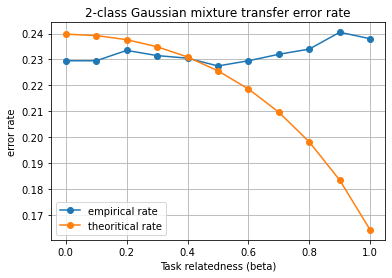 2-class Gaussian mixture transfer error rate
error rate
0.24
0.23
0.22
0.21
0.20
0.19
0.18
0.17
empirical rate
theoritical rate
0.0 0.2 0.4 0.6 0.8 1.0
Task relatedness (beta)